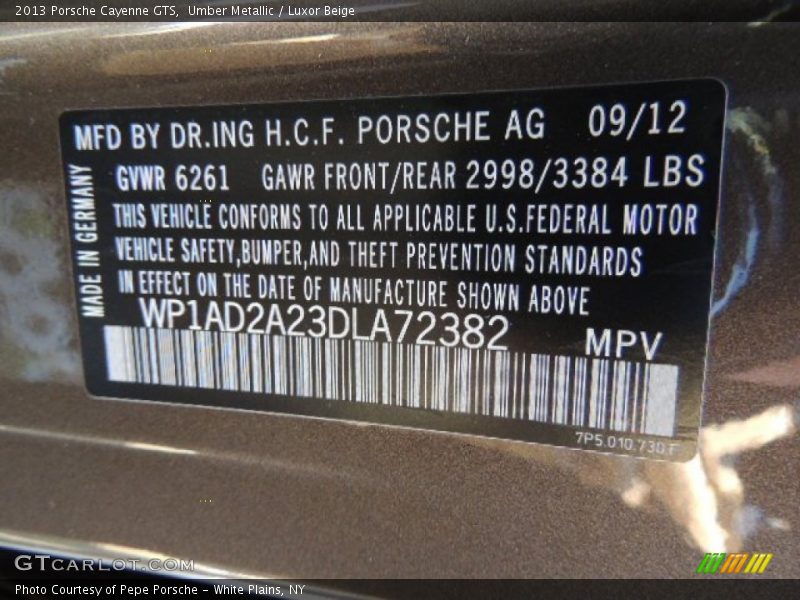 2013 Porsche Cayenne GTS, Umber Metallic / Luxor Beige
MFD BY DR.ING H.C.F. PORSCHE AG 09/12
GVWR 6261 GAWR FRONT/REAR 2998/3384 LBS
THIS VEHICLE CONFORMS TO ALL APPLICABLE U.S.FEDERAL MOTOR
VEHICLE SAFETY,BUMPER,AND THEFT PREVENTION STANDARDS
IN EFFECT ON THE DATE OF MANUFACTURE SHOWN ABOVE
MADE IN GERMANY
WP1AD2A23DLA72382 MPV
7P5.010.730.F
GTCARLOT.COM
Photo Courtesy of Pepe Porsche – White Plains, NY